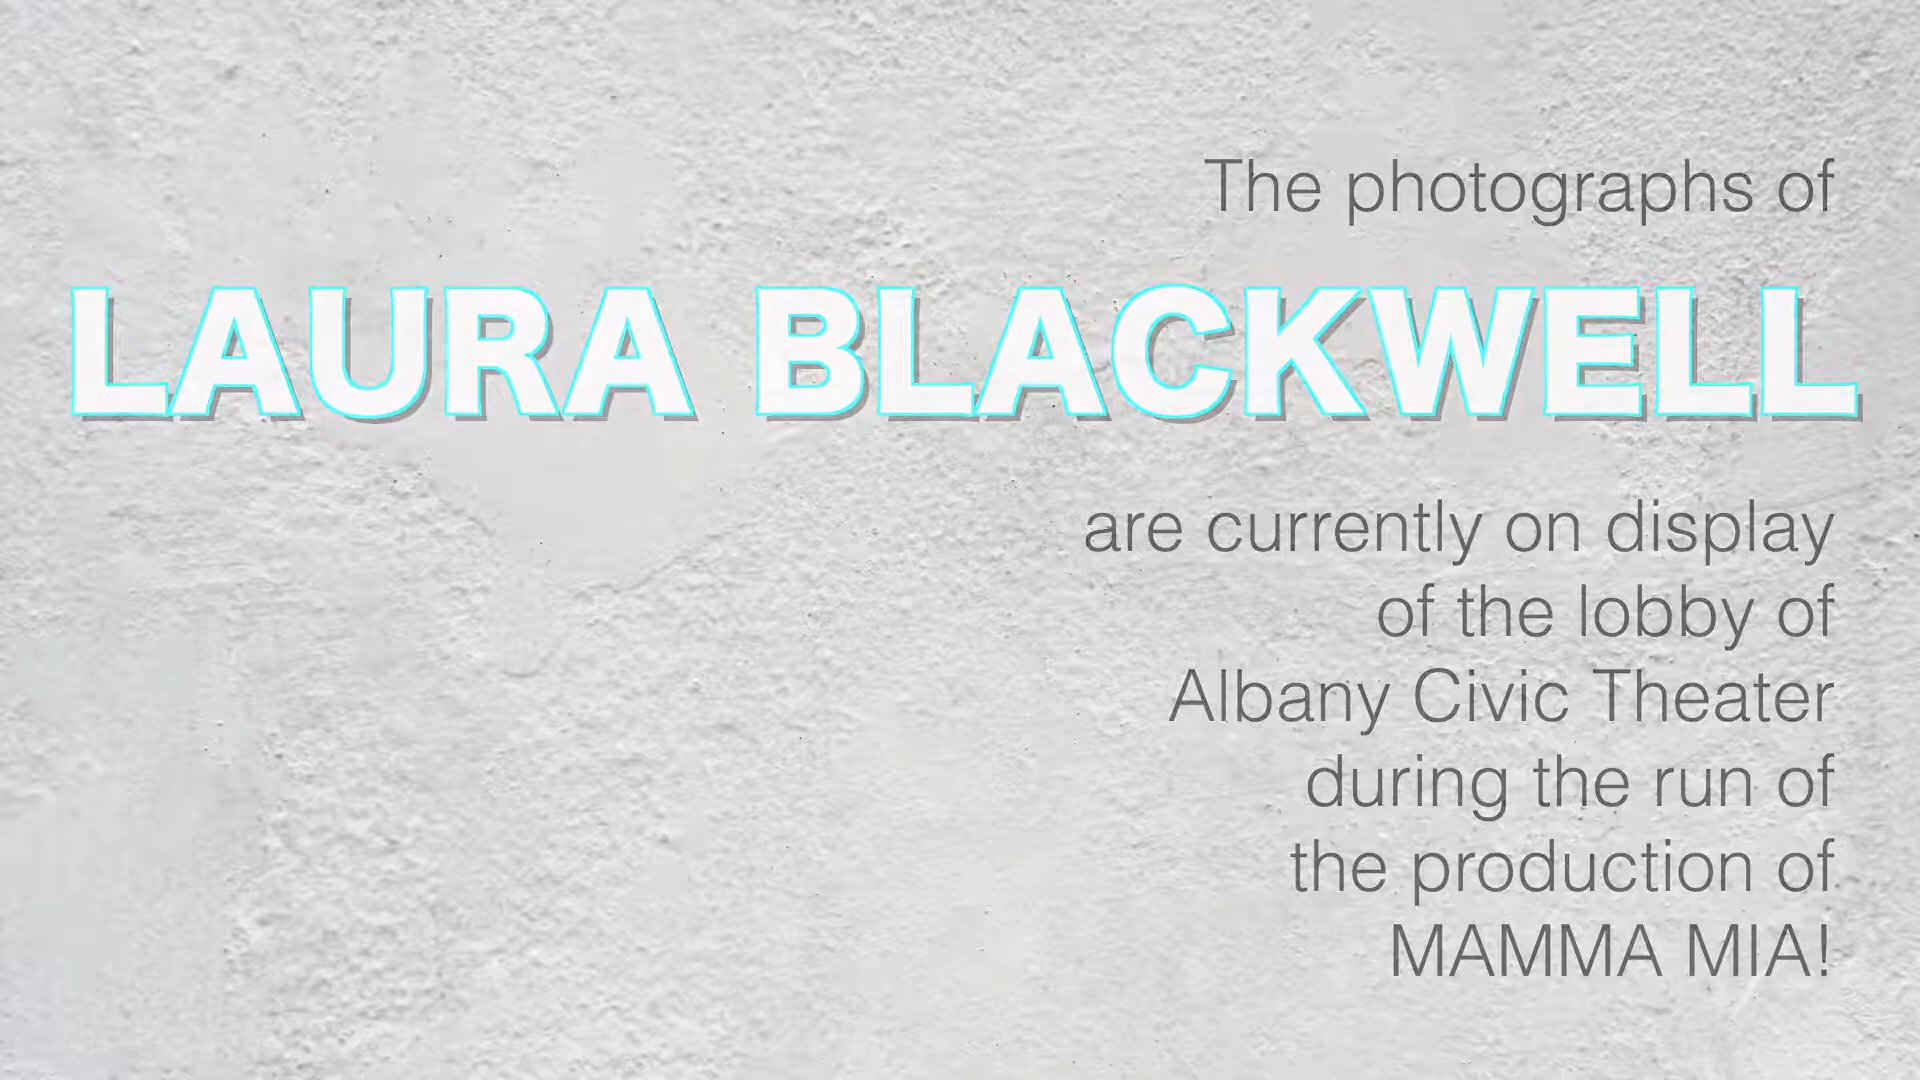 The photographs of
LAURA BLACKWELL
are currently on display
of the lobby of
Albany Civic Theater
during the run of
the production of
MAMMA MIA!